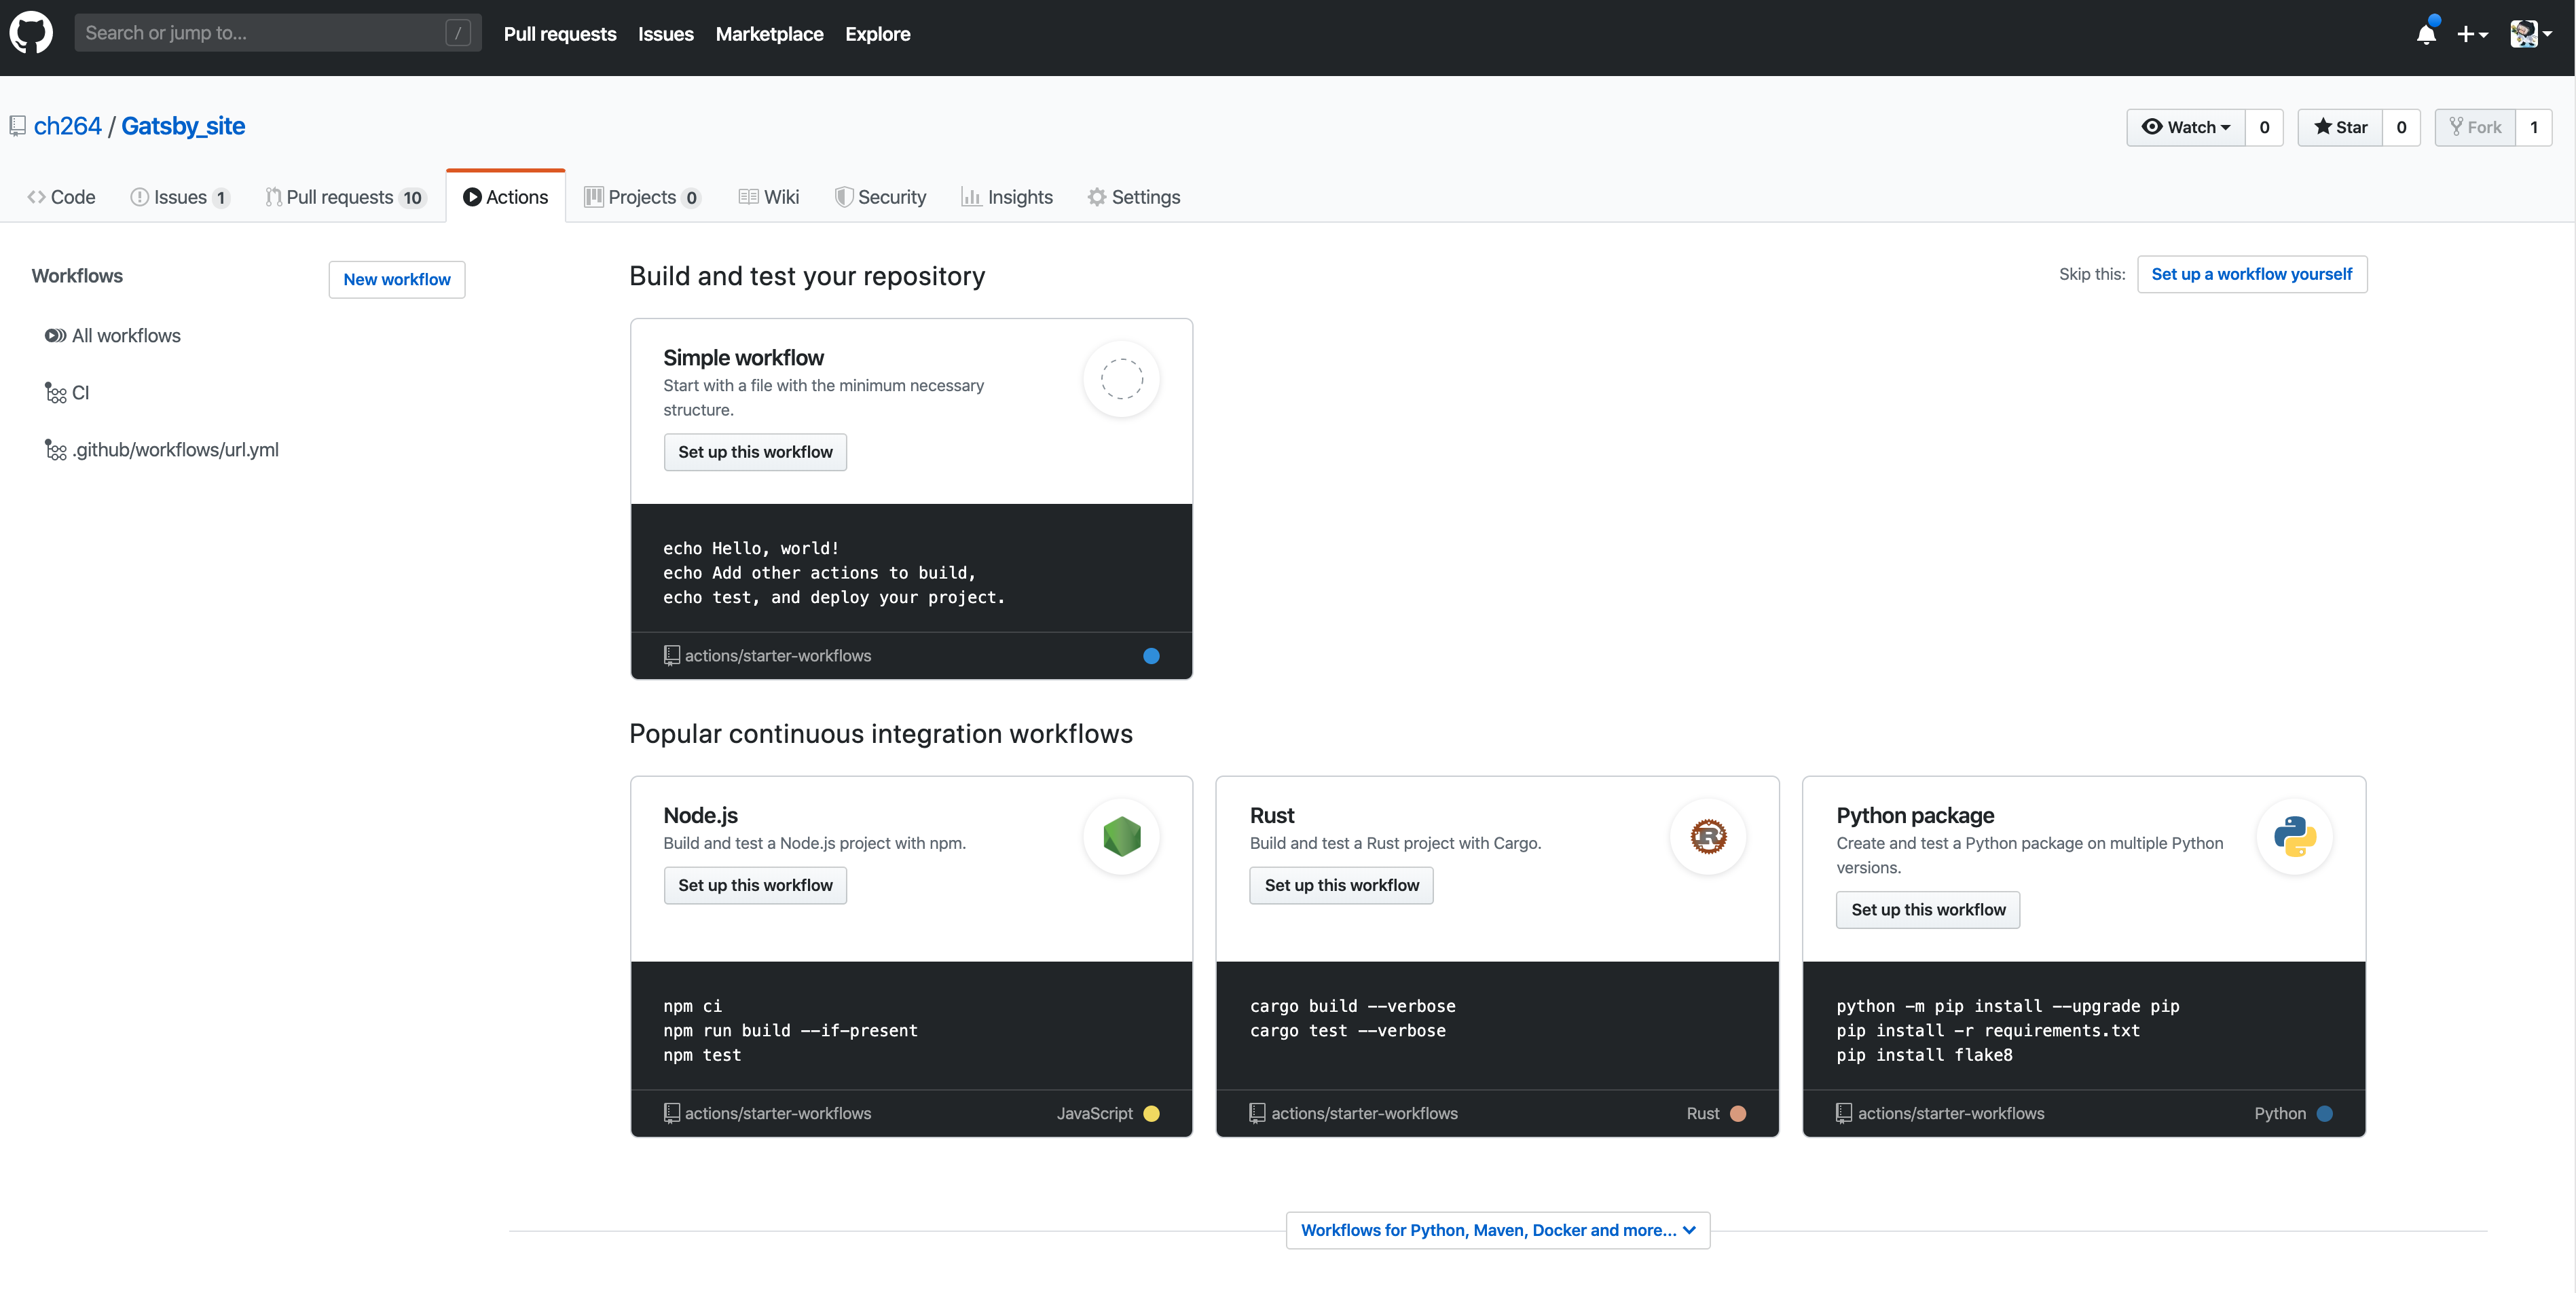 Search or jump to... /
Pull requests Issues Marketplace Explore
ch264 / Gatsby_site
Watch 0 Star 0 Fork 1
Code Issues 1 Pull requests 10 Actions Projects 0 Wiki Security Insights Settings
Workflows
New workflow
All workflows
CI
.github/workflows/url.yml
Build and test your repository
Skip this: Set up a workflow yourself
Simple workflow
Start with a file with the minimum necessary
structure.
Set up this workflow
echo Hello, world!
echo Add other actions to build,
echo test, and deploy your project.
actions/starter-workflows
Popular continuous integration workflows
Node.js
Build and test a Node.js project with npm.
Set up this workflow
npm ci
npm run build --if-present
npm test
actions/starter-workflows JavaScript
Rust
Build and test a Rust project with Cargo.
Set up this workflow
cargo build --verbose
cargo test --verbose
actions/starter-workflows Rust
Python package
Create and test a Python package on multiple Python
versions.
Set up this workflow
python -m pip install --upgrade pip
pip install -r requirements.txt
pip install flake8
actions/starter-workflows Python
Workflows for Python, Maven, Docker and more...